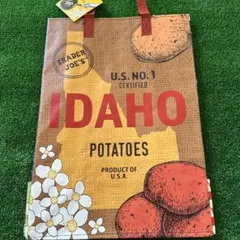 TRADER
JOE'S
U.S. NO. 1
CERTIFIED
IDAHO
POTATOES
PRODUCT OF
U.S.A.